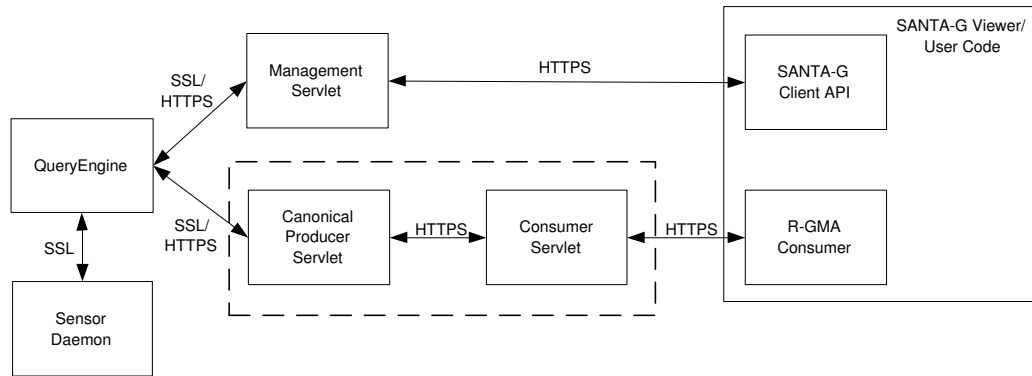 SANTA-G Viewer/
User Code
Management
Servlet
HTTPS
SANTA-G
Client API
SSL/
HTTPS
QueryEngine
SSL/
HTTPS
Canonical
Producer
Servlet
HTTPS
Consumer
Servlet
HTTPS
R-GMA
Consumer
SSL
Sensor
Daemon